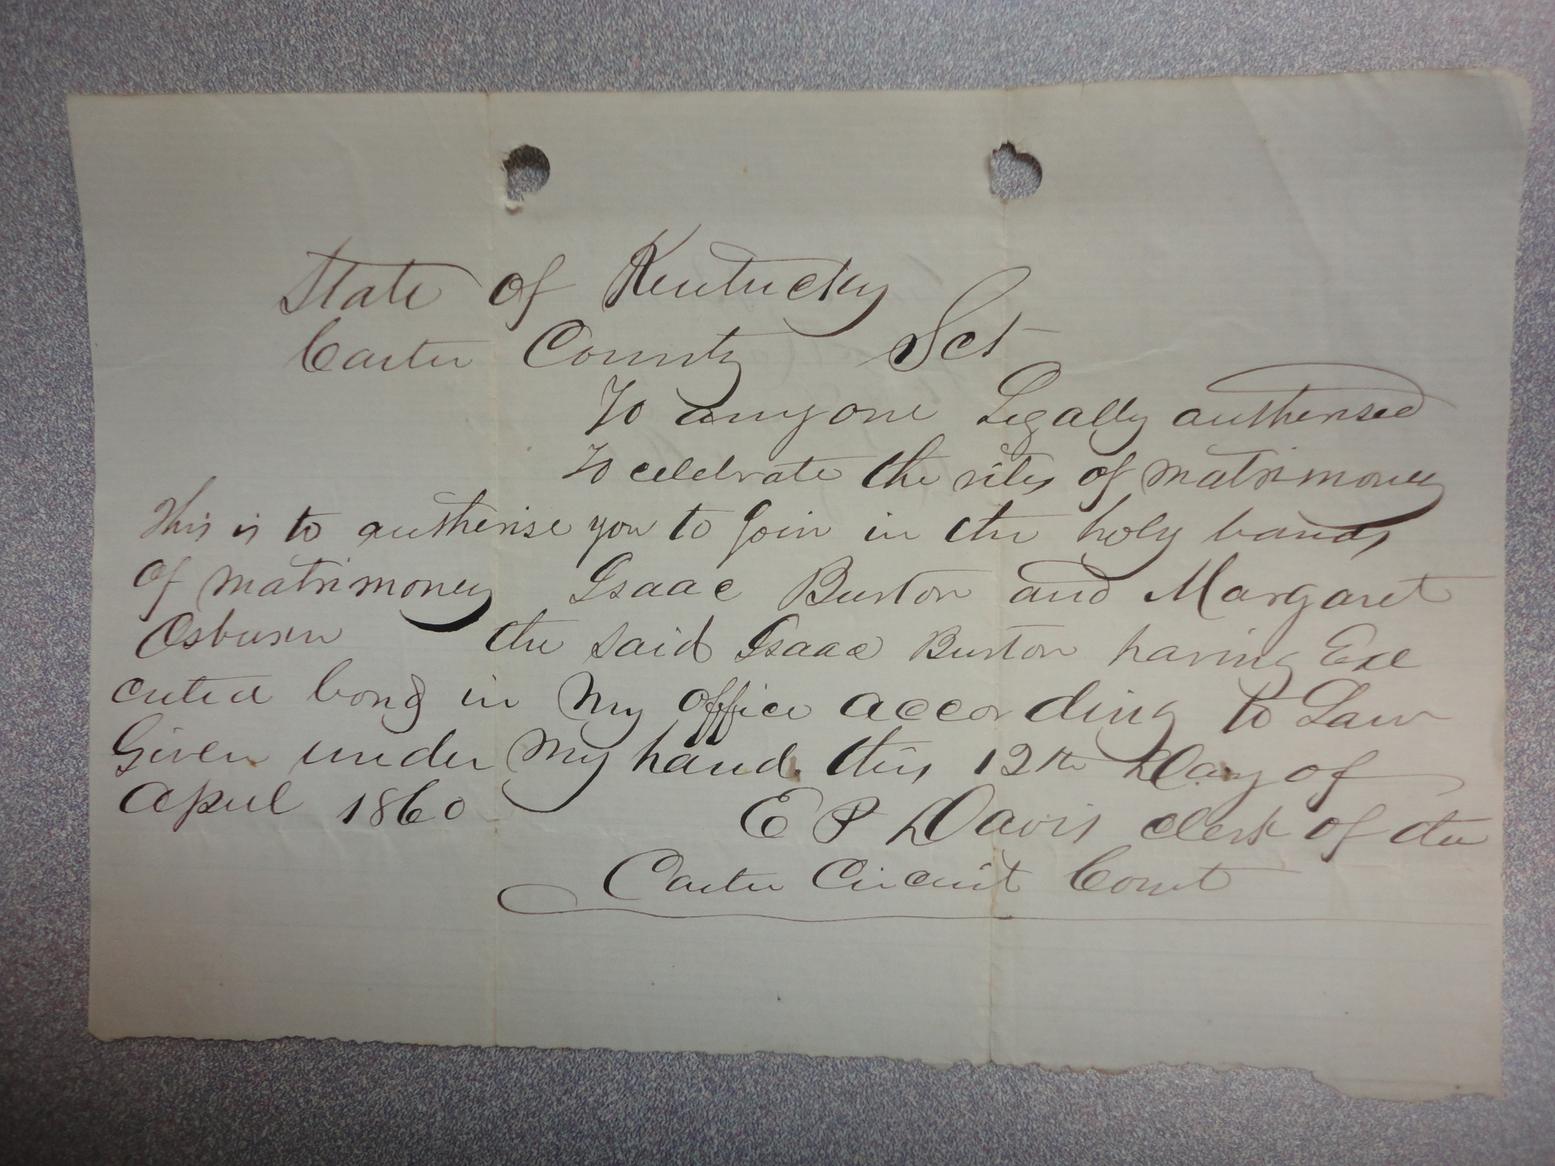 State of Kentucky
Carter County Sct
To anyone Legally autherised
To celebrate the rites of matrimoney
This is to autherise you to Join in the holy bands
Of matrimoney Isaac Burton and Margaret
Osburn the said Isaac Burton having Exe
cuted bond in My office according to Law
Given under My hand this 12th Day of
April 1860 E P Davis clerk of the
Carter Circuit Court